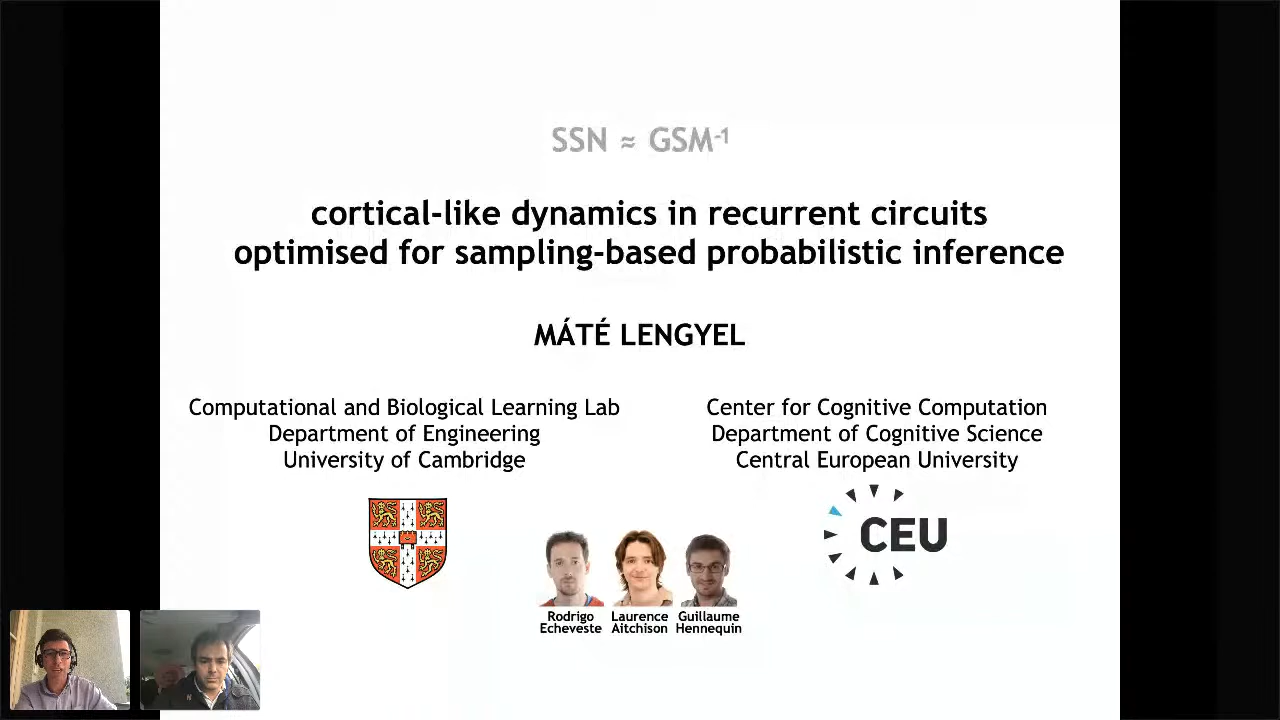 SSN ≈ GSM⁻¹
cortical-like dynamics in recurrent circuits
optimised for sampling-based probabilistic inference
MÁTÉ LENGYEL
Computational and Biological Learning Lab
Department of Engineering
University of Cambridge
Center for Cognitive Computation
Department of Cognitive Science
Central European University
CEU
Rodrigo
Echeveste
Laurence
Aitchison
Guillaume
Hennequin